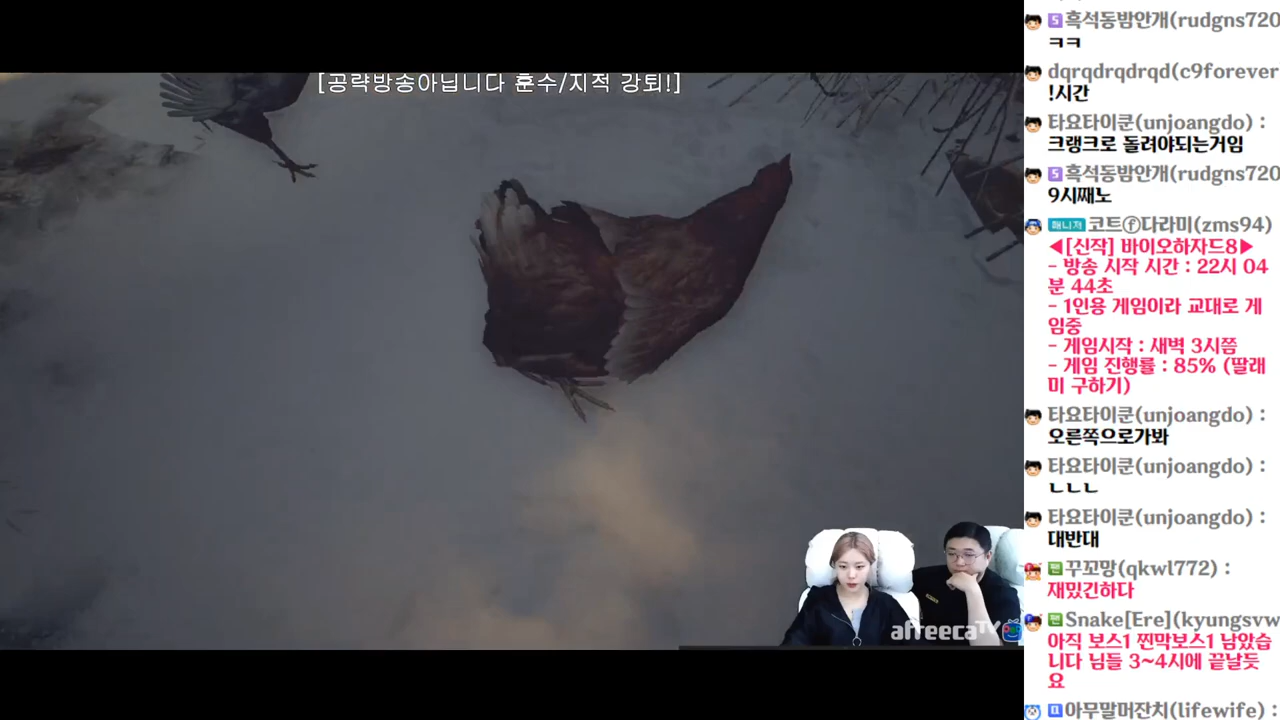 [공략방송아닙니다 훈수/지적 강퇴!]
afreecaTV
5 흑석동밤안개(rudgns720
ㅋㅋ
dqrqdrqdrqd(c9forever
!시간
타요타이쿤(unjoangdo) :
크랭크로 돌려야되는거임
5 흑석동밤안개(rudgns720
9시째노
매니저 코트ⓕ다라미(zms94)
◀[신작] 바이오하자드8▶
- 방송 시작 시간 : 22시 04
분 44초
- 1인용 게임이라 교대로 게
임중
- 게임시작 : 새벽 3시쯤
- 게임 진행률 : 85% (딸래
미 구하기)
타요타이쿤(unjoangdo) :
오른쪽으로가봐
타요타이쿤(unjoangdo) :
ㄴㄴㄴ
타요타이쿤(unjoangdo) :
대반대
팬 꾸꼬망(qkwl772) :
재밌긴하다
팬 Snake[Ere](kyungsvw
아직 보스1 찐막보스1 남았습
니다 님들 3~4시에 끝날듯
요
아무말머잔치(lifewife) :